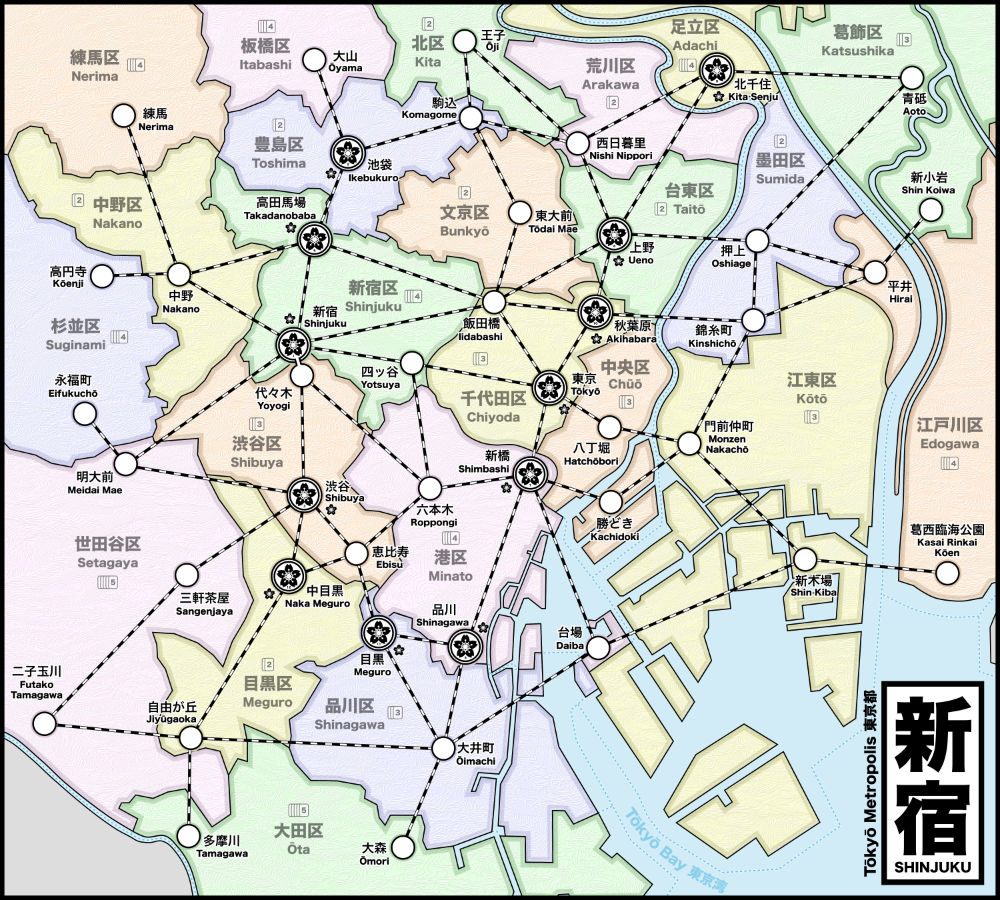 足立区
Adachi
4
葛飾区
Katsushika
3
練馬区
Nerima
4
板橋区
Itabashi
4
北区
Kita
2
荒川区
Arakawa
2
王子
Ōji
大山
Ōyama
北千住
Kita Senju
青砥
Aoto
練馬
Nerima
駒込
Komagome
豊島区
Toshima
2
池袋
Ikebukuro
西日暮里
Nishi Nippori
墨田区
Sumida
2
新小岩
Shin Koiwa
中野区
Nakano
2
高田馬場
Takadanobaba
文京区
Bunkyō
2
東大前
Tōdai Mae
台東区
Taitō
2
上野
Ueno
押上
Oshiage
平井
Hirai
高円寺
Kōenji
中野
Nakano
新宿区
Shinjuku
4
新宿
Shinjuku
飯田橋
Iidabashi
秋葉原
Akihabara
錦糸町
Kinshichō
杉並区
Suginami
4
永福町
Eifukuchō
代々木
Yoyogi
四ッ谷
Yotsuya
3
千代田区
Chiyoda
東京
Tōkyō
中央区
Chūō
3
江東区
Kōtō
3
江戸川区
Edogawa
4
渋谷区
Shibuya
3
八丁堀
Hatchōbori
門前仲町
Monzen
Nakachō
明大前
Meidai Mae
新橋
Shimbashi
渋谷
Shibuya
六本木
Roppongi
勝どき
Kachidoki
葛西臨海公園
Kasai Rinkai
Kōen
世田谷区
Setagaya
5
港区
Minato
4
恵比寿
Ebisu
三軒茶屋
Sangenjaya
中目黒
Naka Meguro
新木場
Shin Kiba
品川
Shinagawa
台場
Daiba
目黒
Meguro
二子玉川
Futako
Tamagawa
目黒区
Meguro
2
自由が丘
Jiyūgaoka
品川区
Shinagawa
3
大井町
Ōimachi
大田区
Ōta
5
多摩川
Tamagawa
大森
Ōmori
Tōkyō Bay 東京湾
Tōkyō Metropolis 東京都
新宿
SHINJUKU